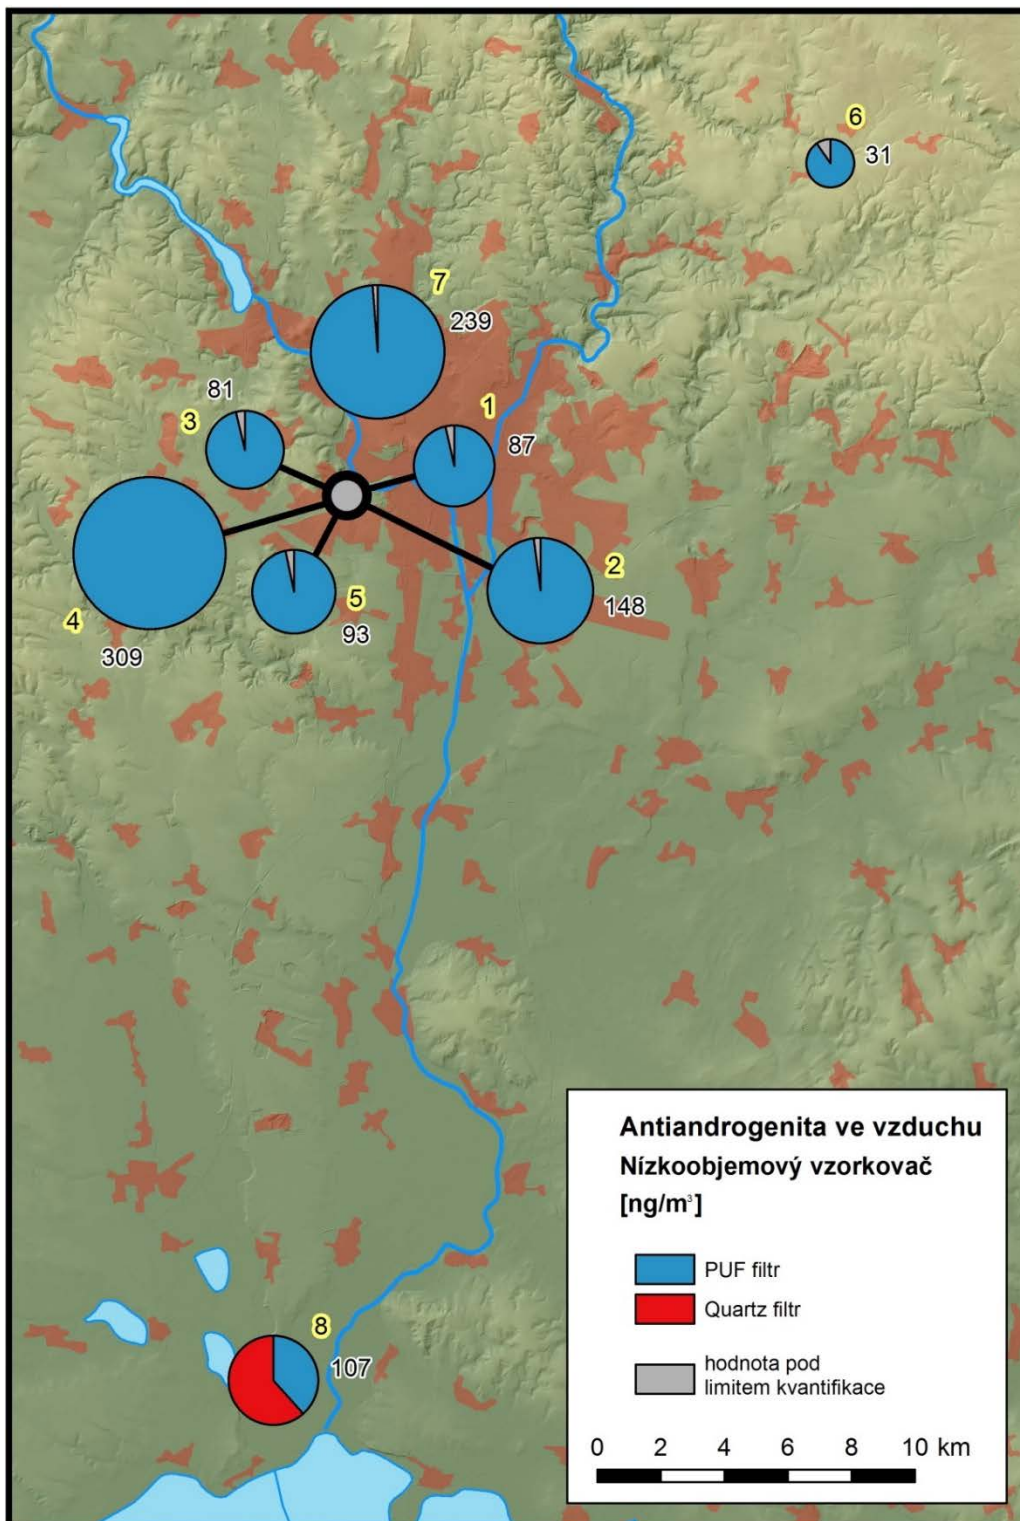 6
31
7
239
81
3
1
87
2
148
4
309
5
93
8
107
Antiandrogenita ve vzduchu
Nízkoobjemový vzorkovač
[ng/m³]
PUF filtr
Quartz filtr
hodnota pod
limitem kvantifikace
0 2 4 6 8 10 km